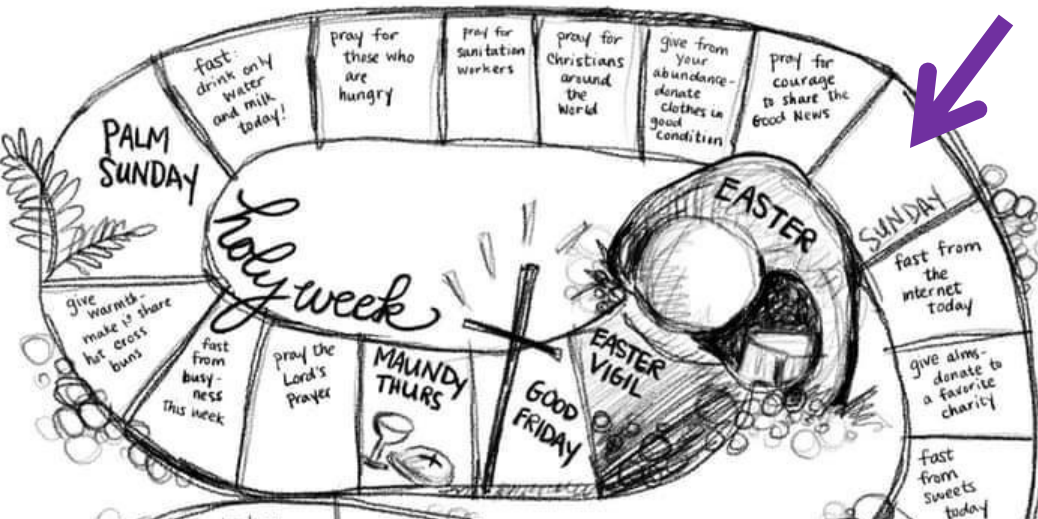 fast:
drink only
water
and milk
today!
pray for
those who
are
hungry
pray for
sanitation
workers
pray for
Christians
around
the
World
give from
your
abundance-
donate
clothes in
good
condition
pray for
courage
to share the
Good News
PALM
SUNDAY
EASTER
SUNDAY
holy week
fast from
the
internet
today
give
warmth-
make & share
hot cross
buns
fast
from
busy-
ness
This week
pray the
Lord's
Prayer
MAUNDY
THURS
GOOD
FRIDAY
EASTER
VIGIL
give alms-
donate to
a favorite
charity
fast
from
sweets
today